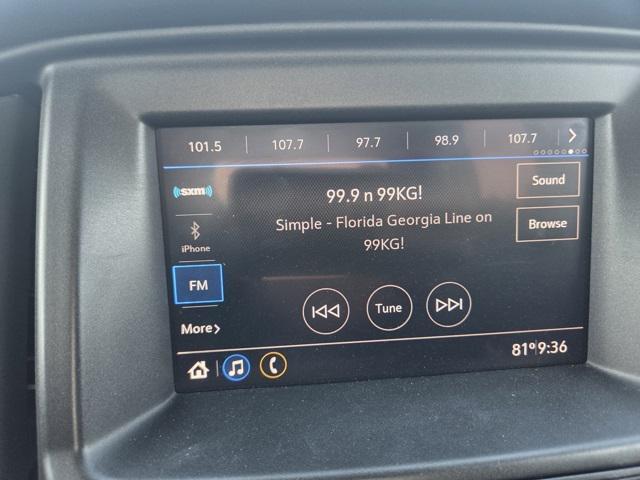 101.5 107.7 97.7 98.9 107.7
((sxm))
99.9 n 99KG!
Sound
Simple - Florida Georgia Line on
99KG!
Browse
iPhone
FM
Tune
More
81° 9:36